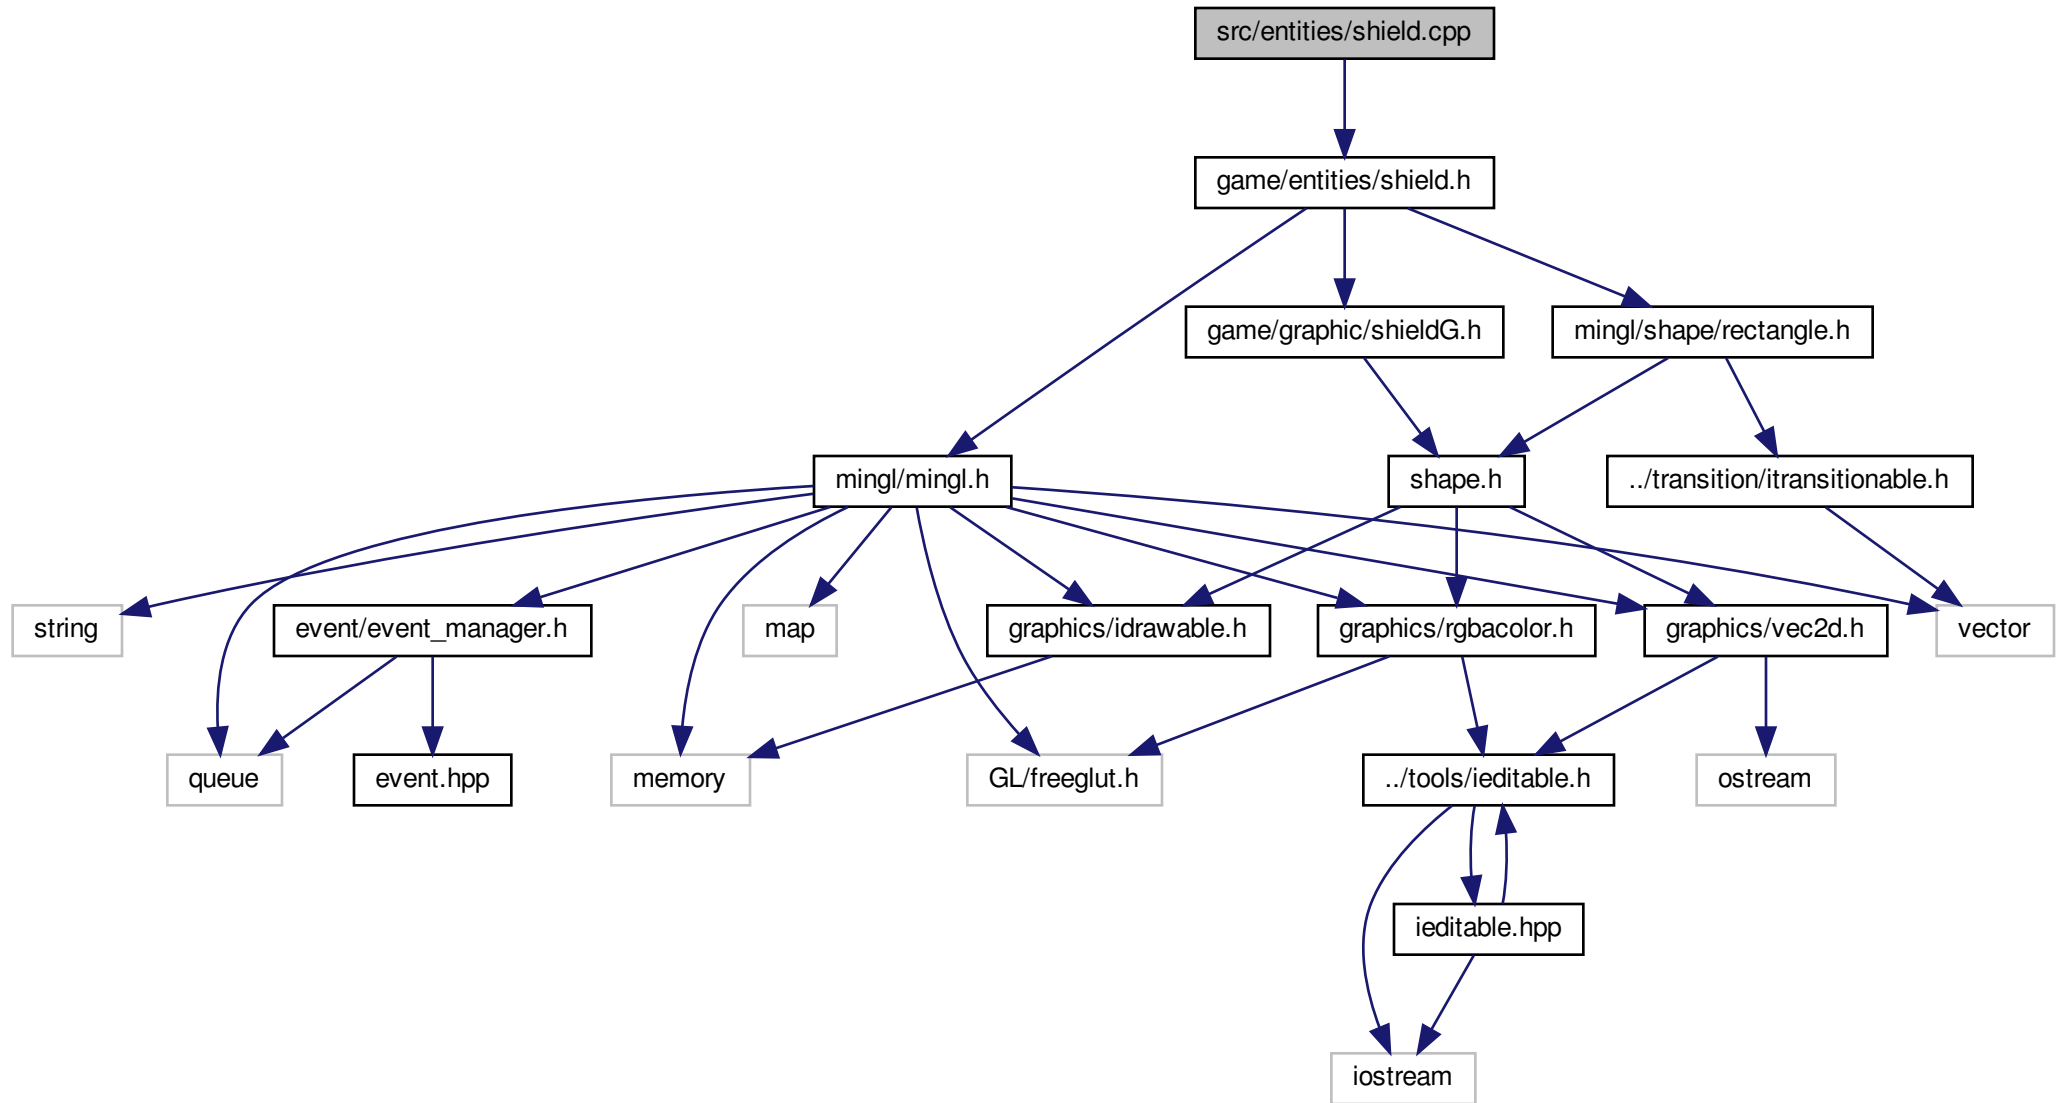 src/entities/shield.cpp
game/entities/shield.h
game/graphic/shieldG.h
mingl/shape/rectangle.h
mingl/mingl.h
shape.h
../transition/itransitionable.h
string
event/event_manager.h
map
graphics/idrawable.h
graphics/rgbacolor.h
graphics/vec2d.h
vector
queue
event.hpp
memory
GL/freeglut.h
../tools/ieditable.h
ostream
ieditable.hpp
iostream